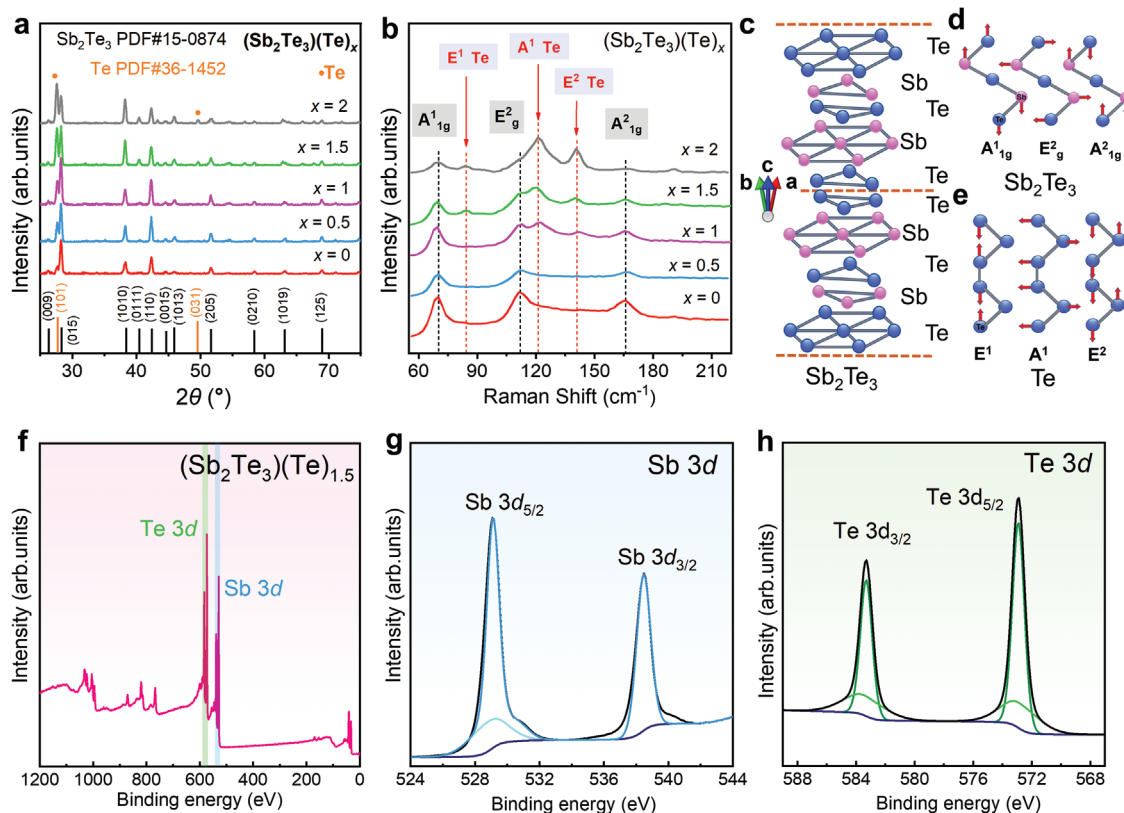 a
Sb2Te3 PDF#15-0874
(Sb2Te3)(Te)x
Te PDF#36-1452
•Te
x = 2
x = 1.5
x = 1
x = 0.5
x = 0
Intensity (arb.units)
(009)
(101)
(015)
(1010)
(0111)
(110)
(0015)
(1013)
(031)
(205)
(0210)
(1019)
(125)
30 40 50 60 70
2θ (°)
b
(Sb2Te3)(Te)x
E1 Te
A1 Te
E2 Te
A11g
E2g
A21g
x = 2
x = 1.5
x = 1
x = 0.5
x = 0
Intensity (arb.units)
60 90 120 150 180 210
Raman Shift (cm-1)
c
Te
Sb
Te
Sb
Te
Te
Sb
Te
Sb
Te
c
b
a
Sb2Te3
d
Sb
Te
A11g E2g A21g
Sb2Te3
e
Te
E1 A1 E2
Te
f
(Sb2Te3)(Te)1.5
Te 3d
Sb 3d
Intensity (arb.units)
1200 1000 800 600 400 200 0
Binding energy (eV)
g
Sb 3d
Sb 3d5/2
Sb 3d3/2
Intensity (arb.units)
524 528 532 536 540 544
Binding energy (eV)
h
Te 3d
Te 3d5/2
Te 3d3/2
Intensity (arb.units)
588 584 580 576 572 568
Binding energy (eV)